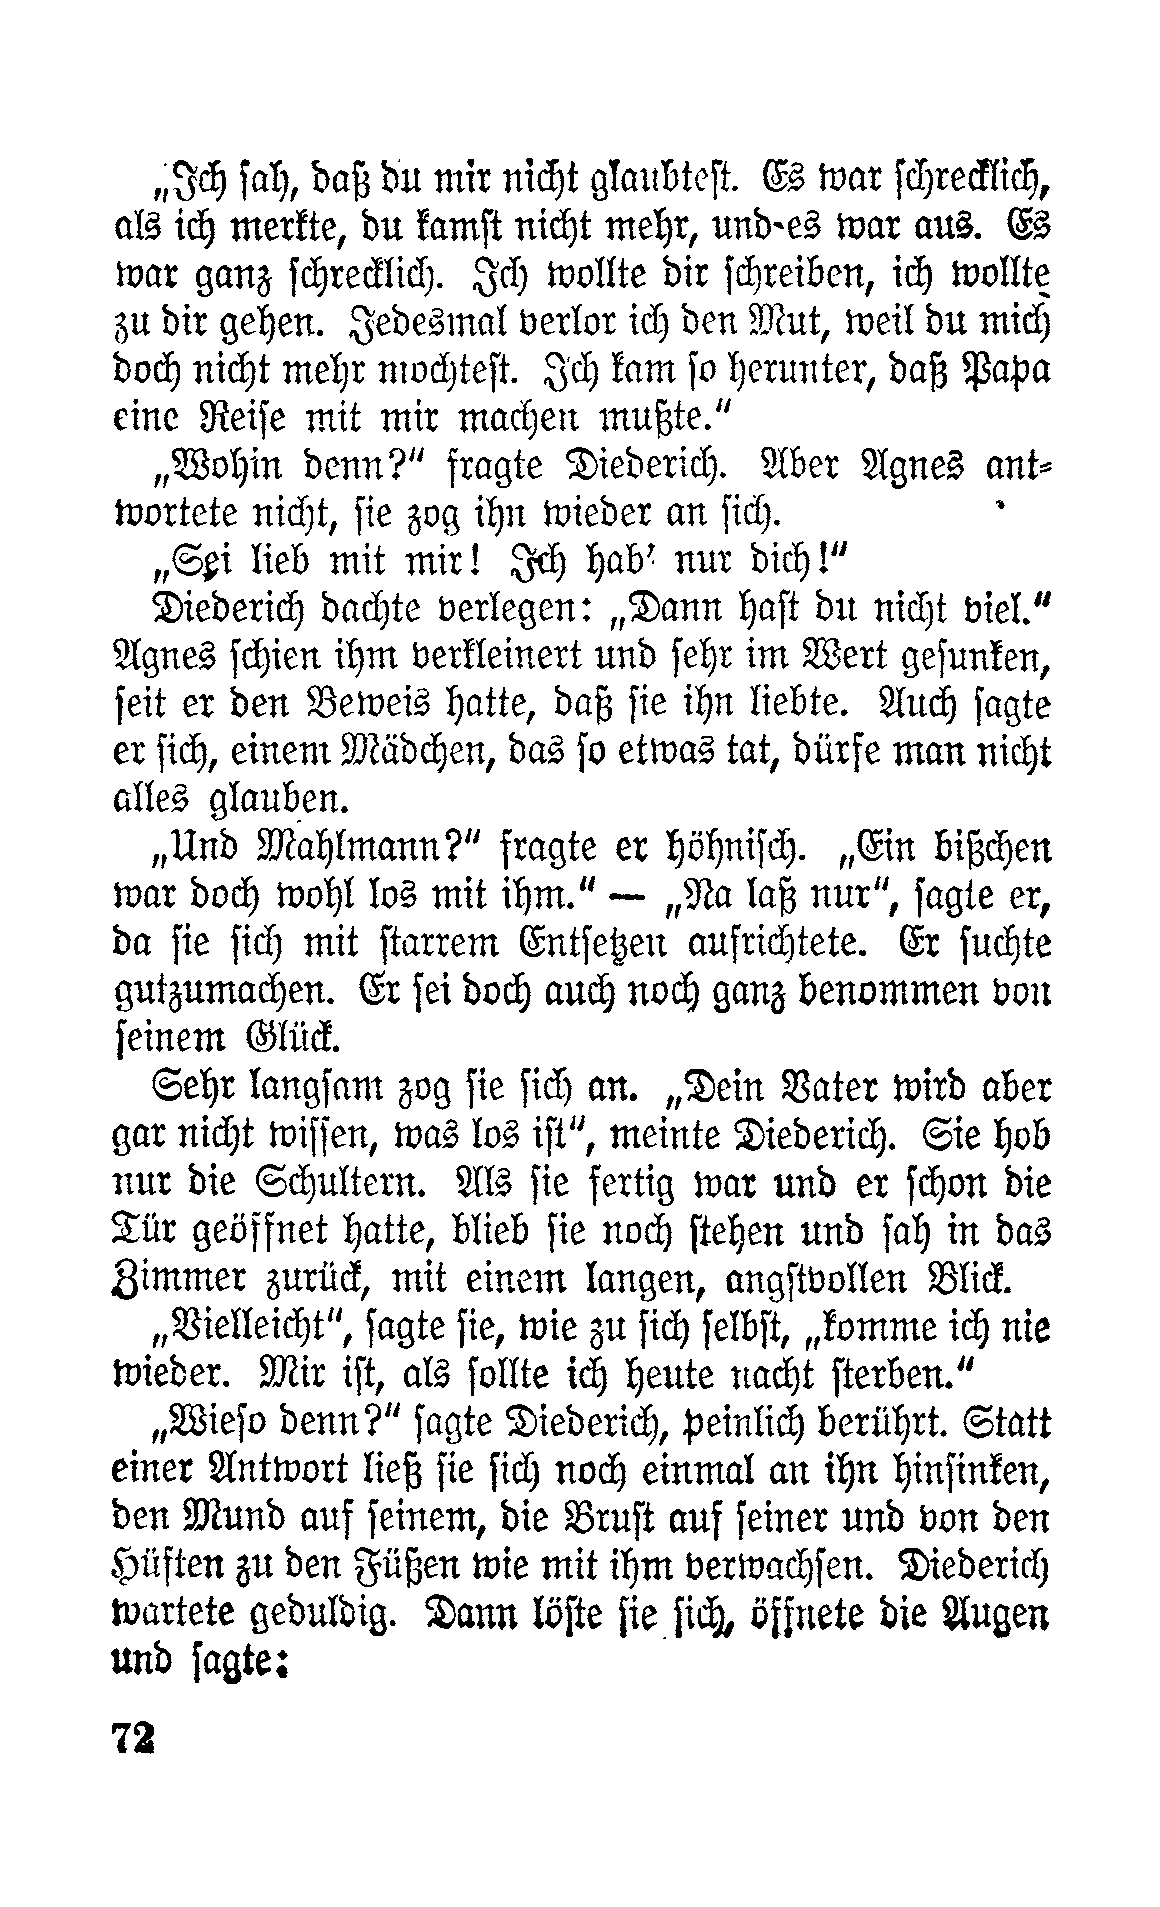 „Ich sah, daß du mir nicht glaubtest. Es war schrecklich,
als ich merkte, du kamst nicht mehr, und es war aus. Es
war ganz schrecklich. Ich wollte dir schreiben, ich wollte
zu dir gehen. Jedesmal verlor ich den Mut, weil du mich
doch nicht mehr mochtest. Ich kam so herunter, daß Papa
eine Reise mit mir machen mußte.“
„Wohin denn?“ fragte Diederich. Aber Agnes ant-
wortete nicht, sie zog ihn wieder an sich.
„Sei lieb mit mir! Ich hab' nur dich!“
Diederich dachte verlegen: „Dann hast du nicht viel.“
Agnes schien ihm verkleinert und sehr im Wert gesunken,
seit er den Beweis hatte, daß sie ihn liebte. Auch sagte
er sich, einem Mädchen, das so etwas tat, dürfe man nicht
alles glauben.
„Und Mahlmann?“ fragte er höhnisch. „Ein bißchen
war doch wohl los mit ihm.“ — „Na laß nur“, sagte er,
da sie sich mit starrem Entsetzen aufrichtete. Er suchte
gutzumachen. Er sei doch auch noch ganz benommen von
seinem Glück.
Sehr langsam zog sie sich an. „Dein Vater wird aber
gar nicht wissen, was los ist“, meinte Diederich. Sie hob
nur die Schultern. Als sie fertig war und er schon die
Tür geöffnet hatte, blieb sie noch stehen und sah in das
Zimmer zurück, mit einem langen, angstvollen Blick.
„Vielleicht“, sagte sie, wie zu sich selbst, „komme ich nie
wieder. Mir ist, als sollte ich heute nacht sterben.“
„Wieso denn?“ sagte Diederich, peinlich berührt. Statt
einer Antwort ließ sie sich noch einmal an ihn hinsinken,
den Mund auf seinem, die Brust auf seiner und von den
Hüften zu den Füßen wie mit ihm verwachsen. Diederich
wartete geduldig. Dann löste sie sich, öffnete die Augen
und sagte:
72